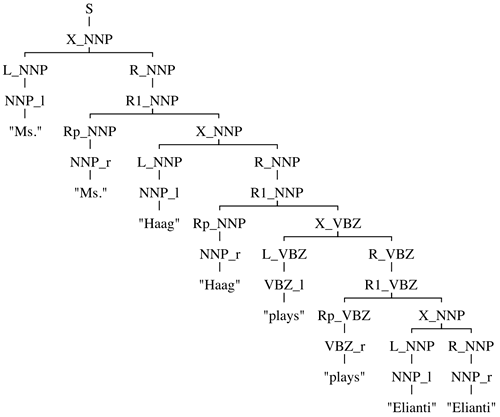 S
X_NNP
L_NNP R_NNP
NNP_l R1_NNP
"Ms." Rp_NNP X_NNP
NNP_r L_NNP R_NNP
"Ms." NNP_l R1_NNP
"Haag" Rp_NNP X_VBZ
NNP_r L_VBZ R_VBZ
"Haag" VBZ_l R1_VBZ
"plays" Rp_VBZ X_NNP
VBZ_r L_NNP R_NNP
"plays" NNP_l NNP_r
"Elianti" "Elianti"